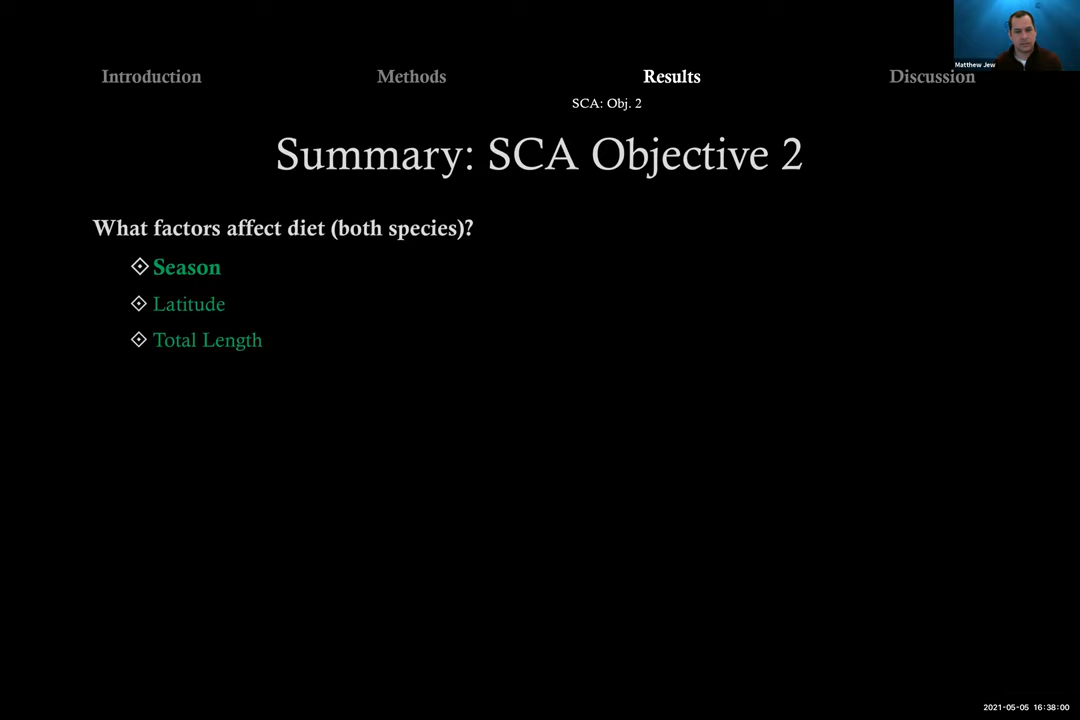 Matthew Jew
Introduction Methods Results Discussion
SCA: Obj. 2
Summary: SCA Objective 2
What factors affect diet (both species)?
Season
Latitude
Total Length
2021-05-05 16:38:00